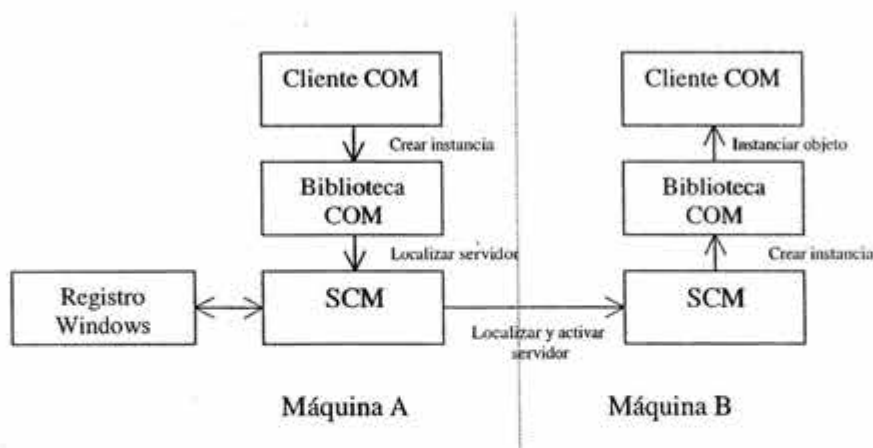 Cliente COM
Cliente COM
Crear instancia
Instanciar objeto
Biblioteca
COM
Biblioteca
COM
Localizar servidor
Crear instancia
Registro
Windows
SCM
SCM
Localizar y activar
servidor
Máquina A
Máquina B